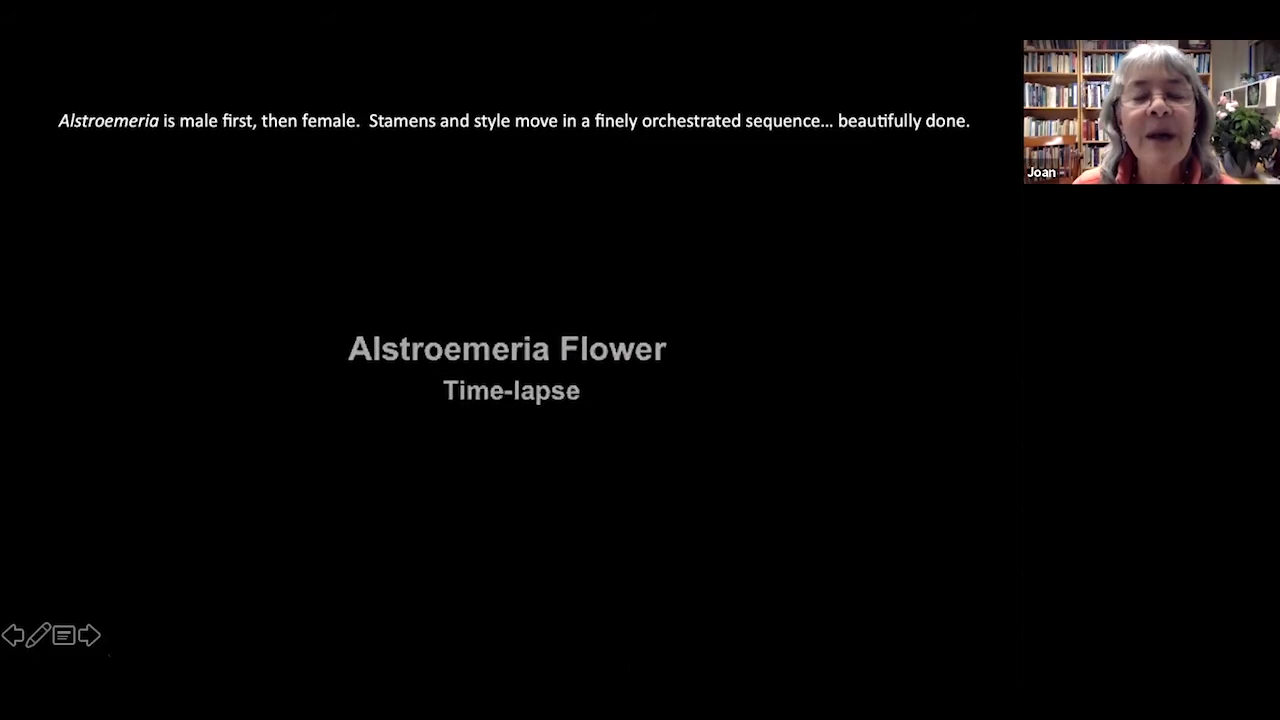 Alstroemeria is male first, then female.  Stamens and style move in a finely orchestrated sequence... beautifully done.
Joan
Alstroemeria Flower
Time-lapse